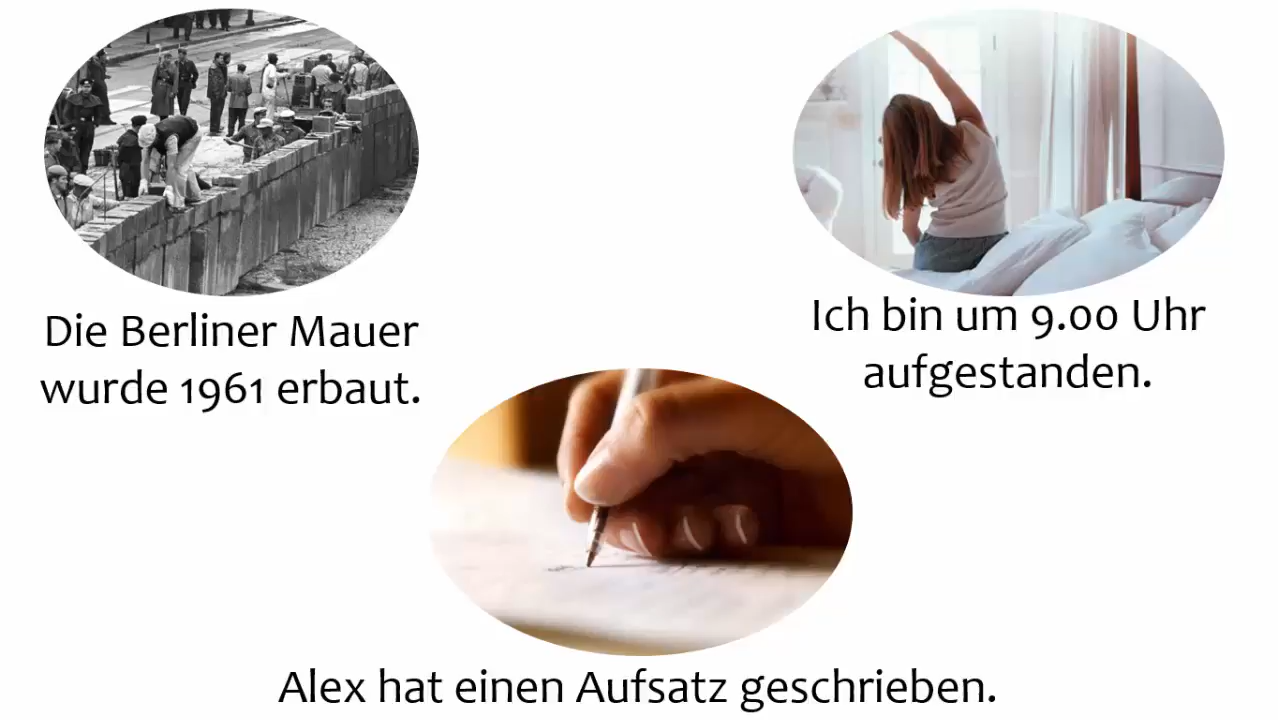 Die Berliner Mauer
wurde 1961 erbaut.
Ich bin um 9.00 Uhr
aufgestanden.
Alex hat einen Aufsatz geschrieben.